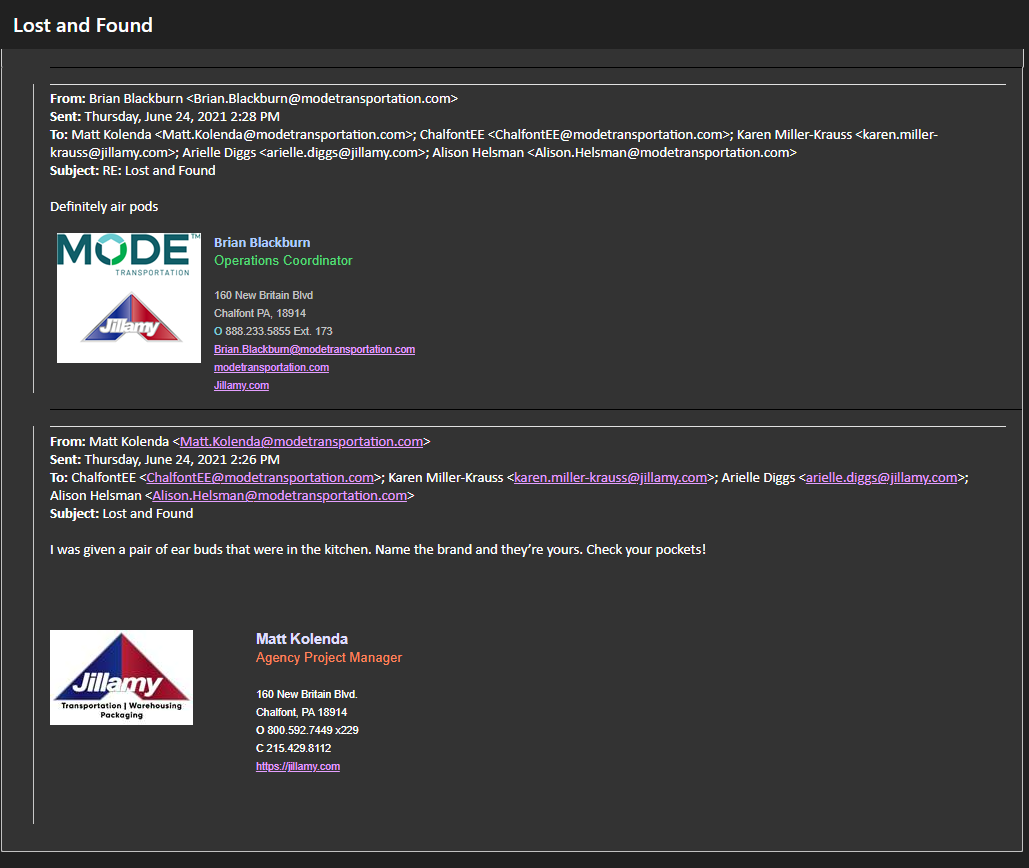 Lost and Found
From: Brian Blackburn <Brian.Blackburn@modetransportation.com>
Sent: Thursday, June 24, 2021 2:28 PM
To: Matt Kolenda <Matt.Kolenda@modetransportation.com>; ChalfontEE <ChalfontEE@modetransportation.com>; Karen Miller-Krauss <karen.miller-
krauss@jillamy.com>; Arielle Diggs <arielle.diggs@jillamy.com>; Alison Helsman <Alison.Helsman@modetransportation.com>
Subject: RE: Lost and Found
Definitely air pods
MODE™
TRANSPORTATION
Jillamy
Brian Blackburn
Operations Coordinator
160 New Britain Blvd
Chalfont PA, 18914
O 888.233.5855 Ext. 173
Brian.Blackburn@modetransportation.com
modetransportation.com
Jillamy.com
From: Matt Kolenda <Matt.Kolenda@modetransportation.com>
Sent: Thursday, June 24, 2021 2:26 PM
To: ChalfontEE <ChalfontEE@modetransportation.com>; Karen Miller-Krauss <karen.miller-krauss@jillamy.com>; Arielle Diggs <arielle.diggs@jillamy.com>;
Alison Helsman <Alison.Helsman@modetransportation.com>
Subject: Lost and Found
I was given a pair of ear buds that were in the kitchen. Name the brand and they’re yours. Check your pockets!
Jillamy
Transportation | Warehousing
Packaging
Matt Kolenda
Agency Project Manager
160 New Britain Blvd.
Chalfont, PA 18914
O 800.592.7449 x229
C 215.429.8112
https://jillamy.com